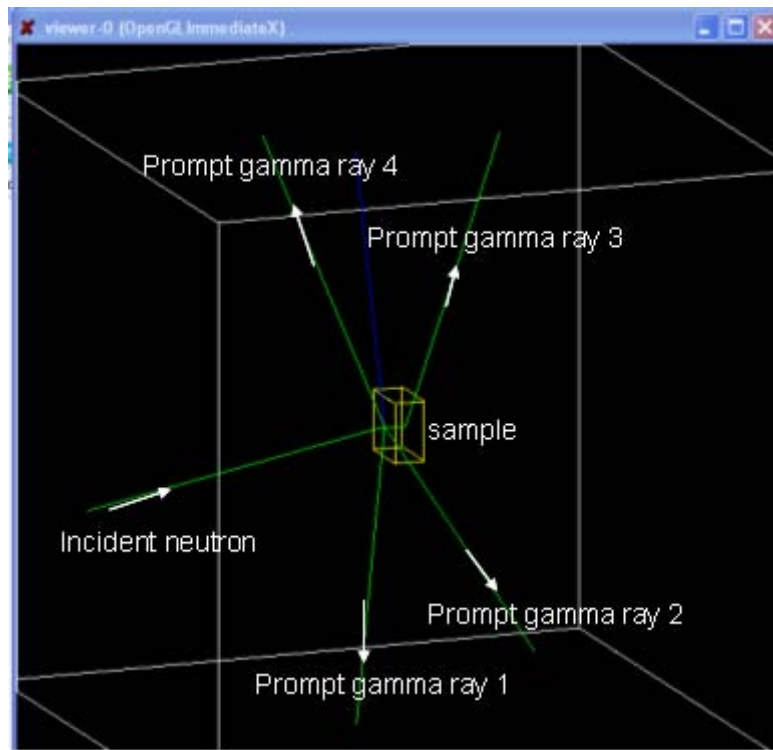 viewer-0 (OpenGLImmediateX)
Prompt gamma ray 4
Prompt gamma ray 3
sample
Incident neutron
Prompt gamma ray 2
Prompt gamma ray 1